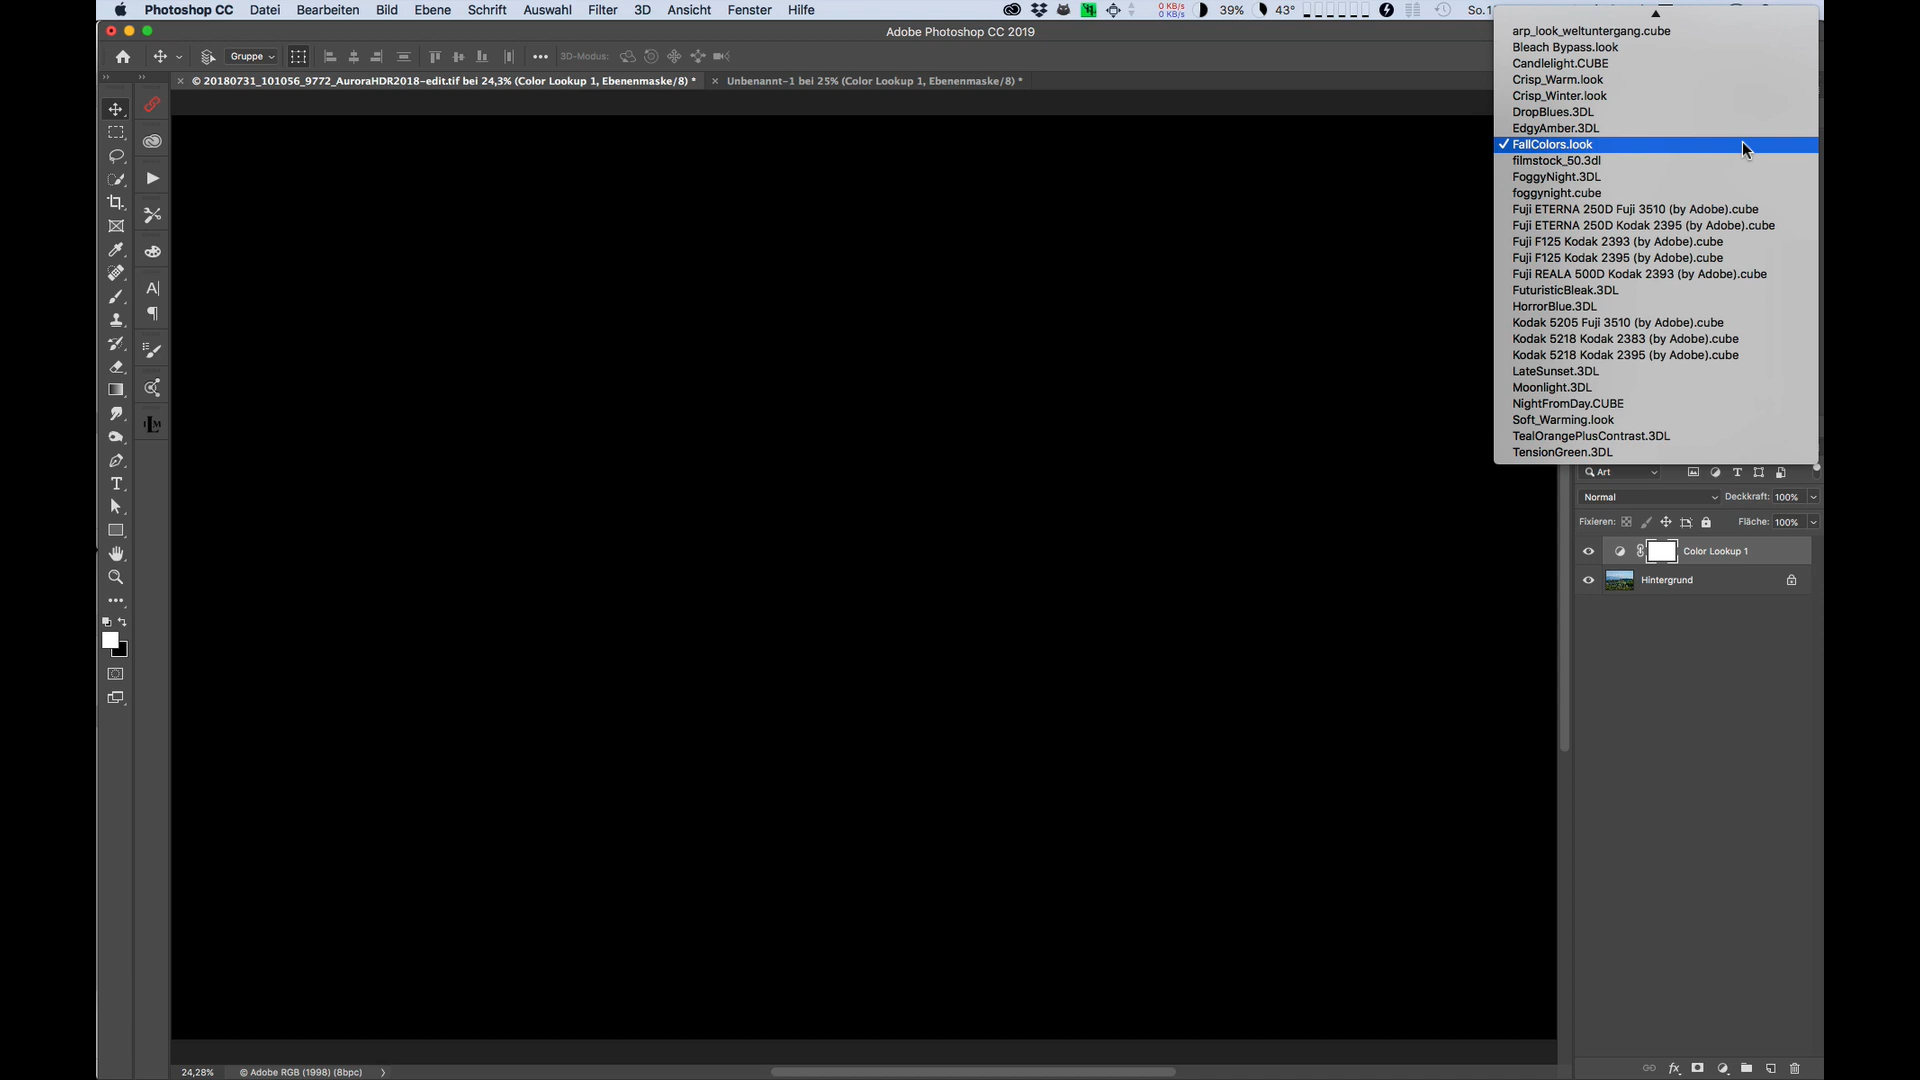 Photoshop CC Datei Bearbeiten Bild Ebene Schrift Auswahl Filter 3D Ansicht Fenster Hilfe 0 KB/s 0 KB/s 39% 43° So.1
Adobe Photoshop CC 2019
Gruppe 3D-Modus:
© 20180731_101056_9772_AuroraHDR2018-edit.tif bei 24,3% (Color Lookup 1, Ebenenmaske/8) * Unbenannt-1 bei 25% (Color Lookup 1, Ebenenmaske/8) *
arp_look_weltuntergang.cube
Bleach Bypass.look
Candlelight.CUBE
Crisp_Warm.look
Crisp_Winter.look
DropBlues.3DL
EdgyAmber.3DL
✓ FallColors.look
filmstock_50.3dl
FoggyNight.3DL
foggynight.cube
Fuji ETERNA 250D Fuji 3510 (by Adobe).cube
Fuji ETERNA 250D Kodak 2395 (by Adobe).cube
Fuji F125 Kodak 2393 (by Adobe).cube
Fuji F125 Kodak 2395 (by Adobe).cube
Fuji REALA 500D Kodak 2393 (by Adobe).cube
FuturisticBleak.3DL
HorrorBlue.3DL
Kodak 5205 Fuji 3510 (by Adobe).cube
Kodak 5218 Kodak 2383 (by Adobe).cube
Kodak 5218 Kodak 2395 (by Adobe).cube
LateSunset.3DL
Moonlight.3DL
NightFromDay.CUBE
Soft_Warming.look
TealOrangePlusContrast.3DL
TensionGreen.3DL
Art
Normal Deckkraft: 100%
Fixieren: Fläche: 100%
Color Lookup 1
Hintergrund
24,28% © Adobe RGB (1998) (8bpc)